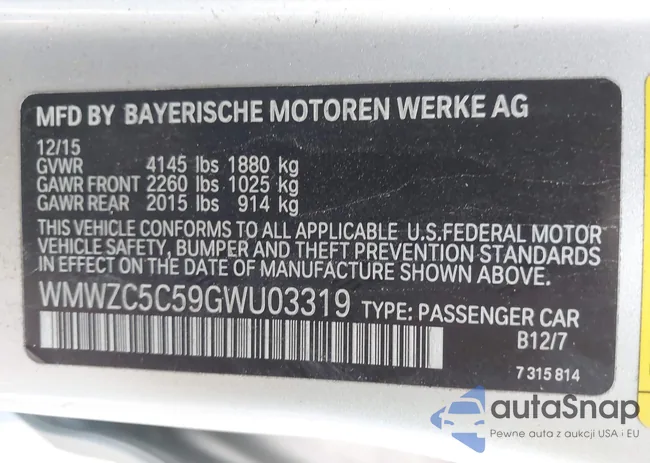 MFD BY BAYERISCHE MOTOREN WERKE AG
12/15
GVWR 4145 lbs 1880 kg
GAWR FRONT 2260 lbs 1025 kg
GAWR REAR 2015 lbs 914 kg
THIS VEHICLE CONFORMS TO ALL APPLICABLE U.S.FEDERAL MOTOR
VEHICLE SAFETY, BUMPER AND THEFT PREVENTION STANDARDS
IN EFFECT ON THE DATE OF MANUFACTURE SHOWN ABOVE.
WMWZC5C59GWU03319 TYPE: PASSENGER CAR
B12/7
7 315 814
autaSnap
Pewne auta z aukcji USA i EU